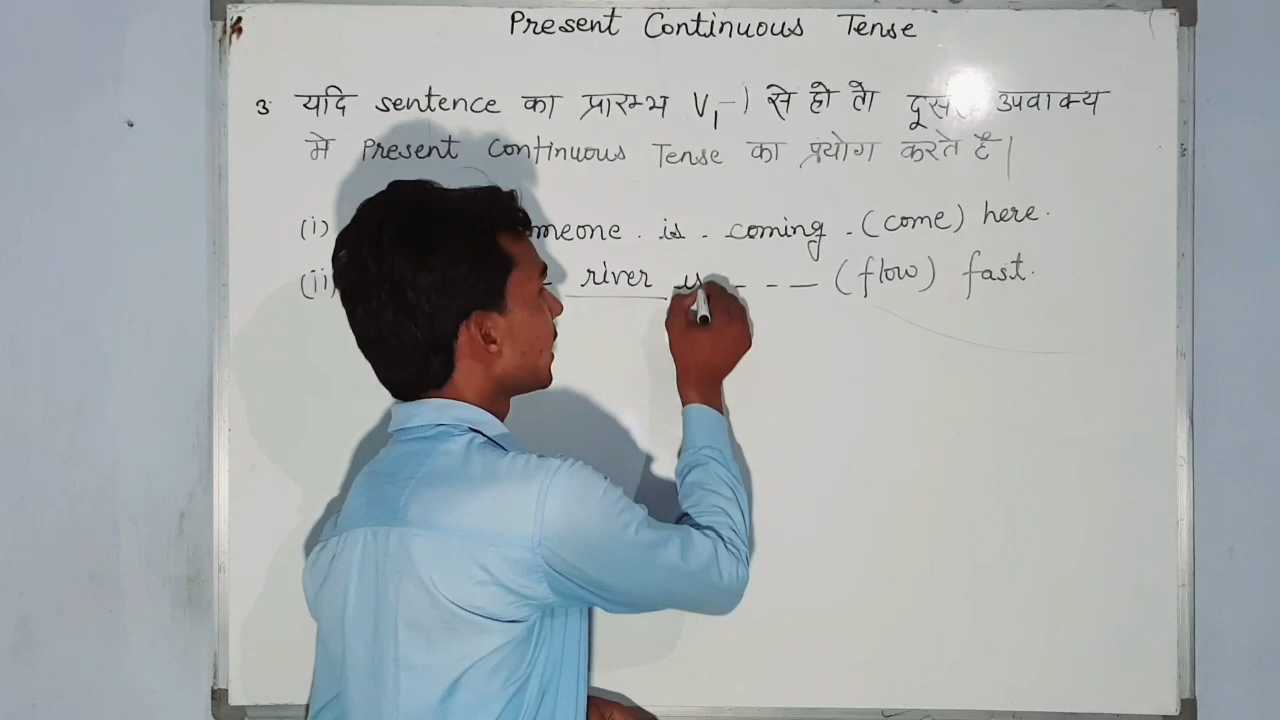 Present Continuous Tense
3 यदि sentence का प्रारम्भ V₁ से हो तो उपवाक्य
मे Present Continuous Tense का प्रयोग करते हैं|
(i) meone . is . coming . (come) here.
(ii) river is - - - (flow) fast.